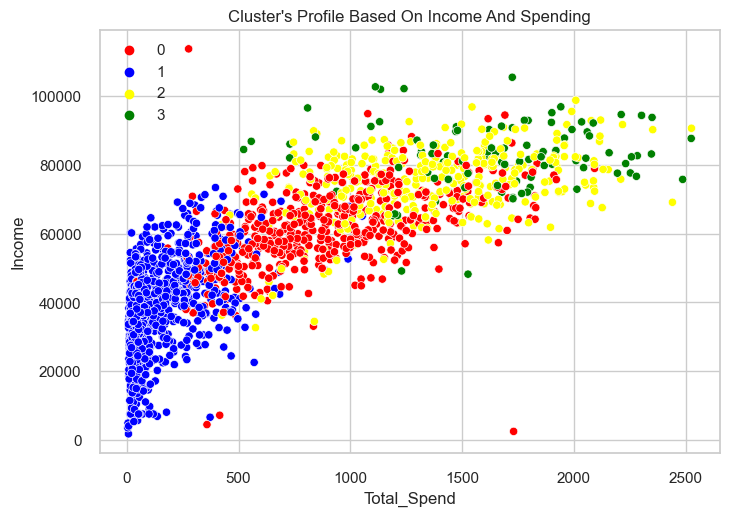 Cluster's Profile Based On Income And Spending
0
1
2
3
100000
80000
60000
40000
20000
0
Income
0 500 1000 1500 2000 2500
Total_Spend